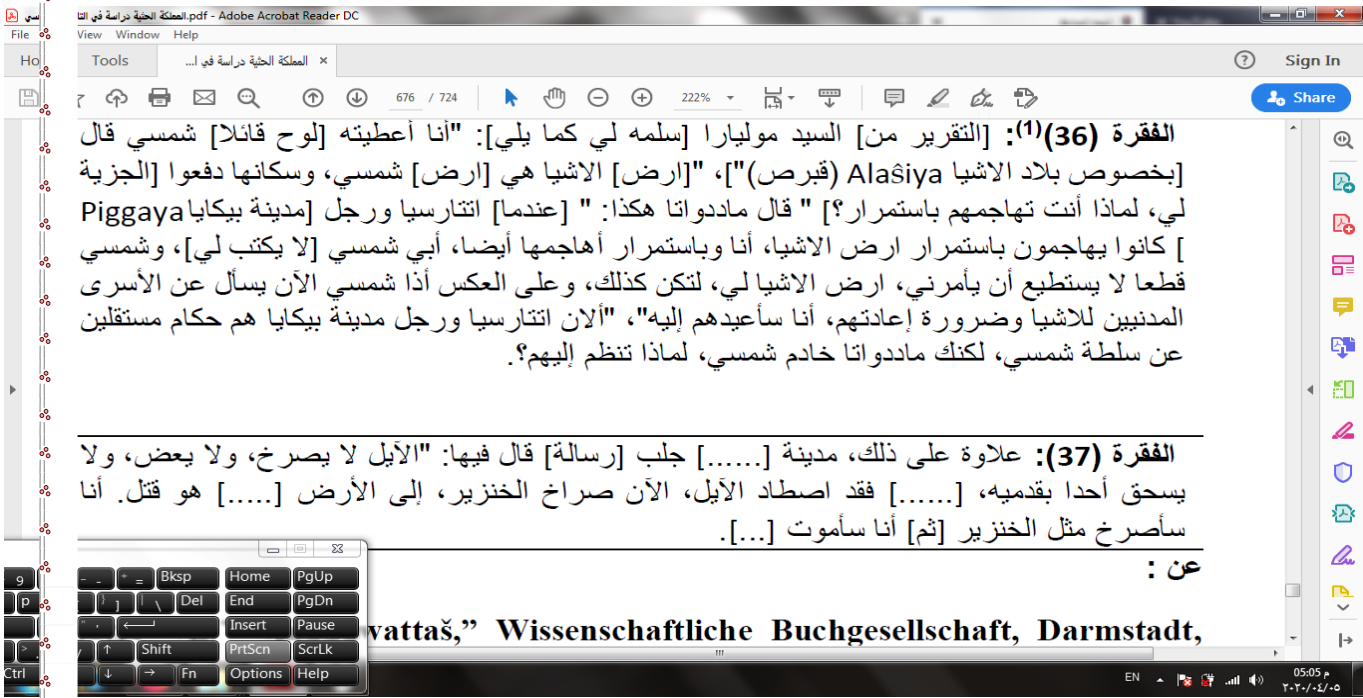 المملكة الحثية دراسة في التا سي.pdf - Adobe Acrobat Reader DC
File View Window Help
Ho Tools المملكة الحثية دراسة في ا... × ? Sign In
676 / 724 222% Share
الفقرة (36)(1): [التقرير من] السيد موليارا [سلمه لي كما يلي]: "أنا أعطيته [لوح قائلا] شمسي قال
[بخصوص بلاد الاشيا Alaŝiya (قبرص)"]، "[ارض] الاشيا هي [ارض] شمسي، وسكانها دفعوا [الجزية
لي، لماذا أنت تهاجمهم باستمرار؟] " قال ماددواتا هكذا: " [عندما] اتتارسيا ورجل [مدينة بيكاياPiggaya
] كانوا يهاجمون باستمرار ارض الاشيا، أنا وباستمرار أهاجمها أيضا، أبي شمسي [لا يكتب لي]، وشمسي
قطعا لا يستطيع أن يأمرني، ارض الاشيا لي، لتكن كذلك، وعلى العكس أذا شمسي الآن يسأل عن الأسرى
المدنيين للاشيا وضرورة إعادتهم، أنا سأعيدهم إليه"، "ألان اتتارسيا ورجل مدينة بيكايا هم حكام مستقلين
عن سلطة شمسي، لكنك ماددواتا خادم شمسي، لماذا تنظم إليهم؟.
الفقرة (37): علاوة على ذلك، مدينة [......] جلب [رسالة] قال فيها: "الآيل لا يصرخ، ولا يعض، ولا
يسحق أحدا بقدميه، [......] فقد اصطاد الآيل، الآن صراخ الخنزير، إلى الأرض [.....] هو قتل. أنا
سأصرخ مثل الخنزير [ثم] أنا سأموت [...].
عن :
vattaš,” Wissenschaftliche Buchgesellschaft, Darmstadt,
9 - _ + = Bksp Home PgUp
p } ] | \ Del End PgDn
" ' Insert Pause
> . Shift PrtScn ScrLk
Ctrl Fn Options Help
EN 05:05 م
٢٠٢٠/٠٤/٠٥